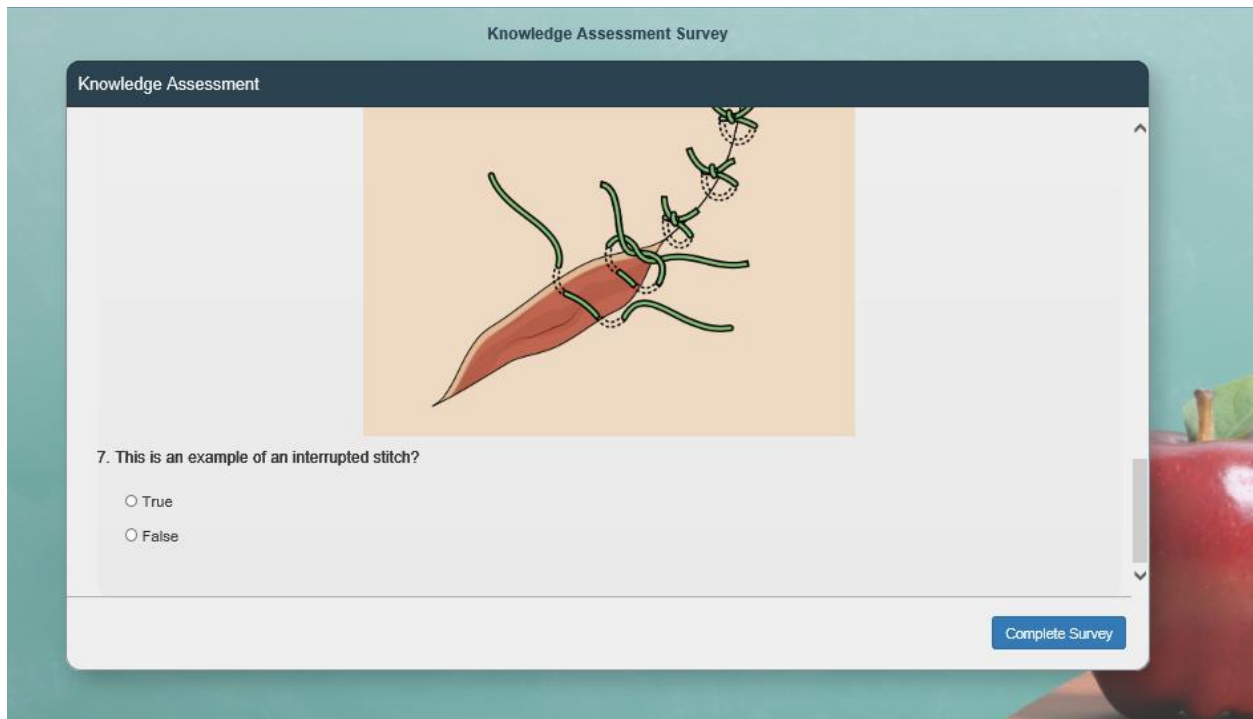 Knowledge Assessment Survey
Knowledge Assessment
7. This is an example of an interrupted stitch?
True
False
Complete Survey